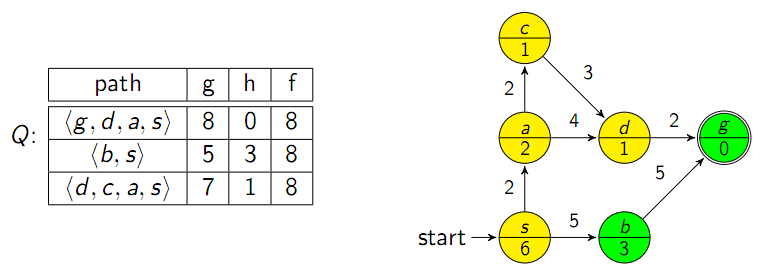 Q:
path g h f
⟨g, d, a, s⟩ 8 0 8
⟨b, s⟩ 5 3 8
⟨d, c, a, s⟩ 7 1 8
c
1
3
2
a
2
4
d
1
2
g
0
2
5
start
s
6
5
b
3